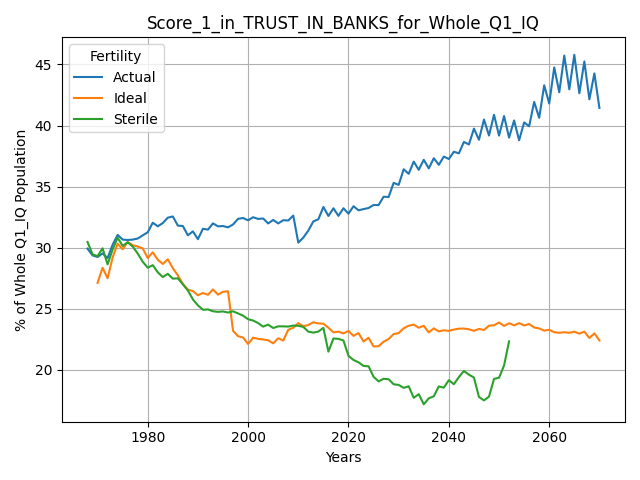 Score_1_in_TRUST_IN_BANKS_for_Whole_Q1_IQ
% of Whole Q1_IQ Population
45
40
35
30
25
20
Fertility
Actual
Ideal
Sterile
1980 2000 2020 2040 2060
Years